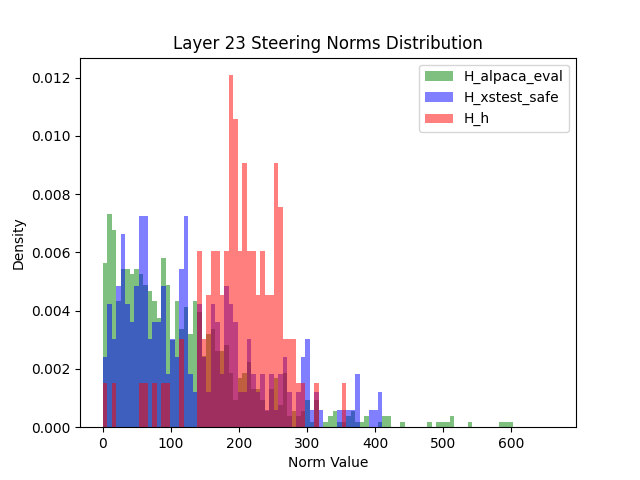 Layer 23 Steering Norms Distribution
H_alpaca_eval
H_xstest_safe
H_h
0.012
0.010
0.008
0.006
0.004
0.002
0.000
Density
0
100
200
300
400
500
600
Norm Value